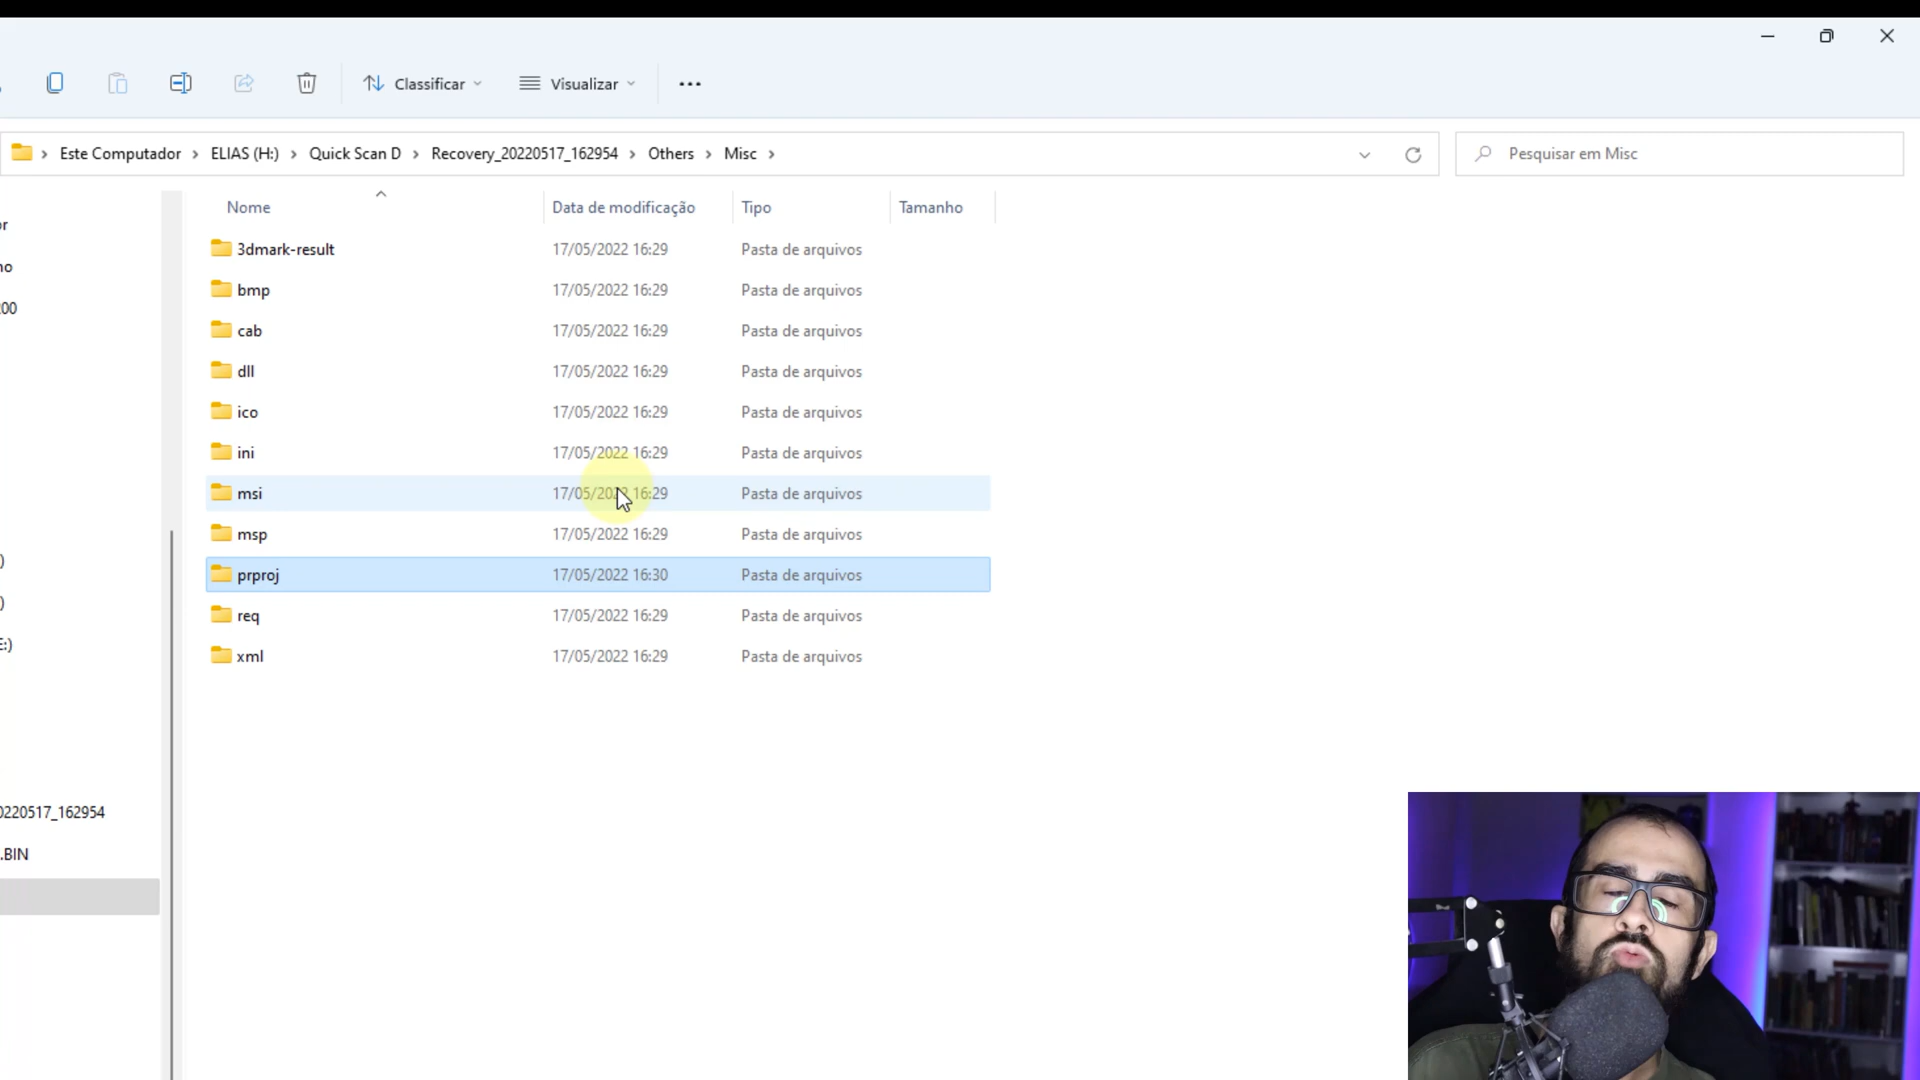 Classificar
Visualizar
Este Computador > ELIAS (H:) > Quick Scan D > Recovery_20220517_162954 > Others > Misc >
Pesquisar em Misc
Nome Data de modificação Tipo Tamanho
3dmark-result 17/05/2022 16:29 Pasta de arquivos
bmp 17/05/2022 16:29 Pasta de arquivos
cab 17/05/2022 16:29 Pasta de arquivos
dll 17/05/2022 16:29 Pasta de arquivos
ico 17/05/2022 16:29 Pasta de arquivos
ini 17/05/2022 16:29 Pasta de arquivos
msi 17/05/2022 16:29 Pasta de arquivos
msp 17/05/2022 16:29 Pasta de arquivos
prproj 17/05/2022 16:30 Pasta de arquivos
req 17/05/2022 16:29 Pasta de arquivos
xml 17/05/2022 16:29 Pasta de arquivos
E:)
0220517_162954
.BIN